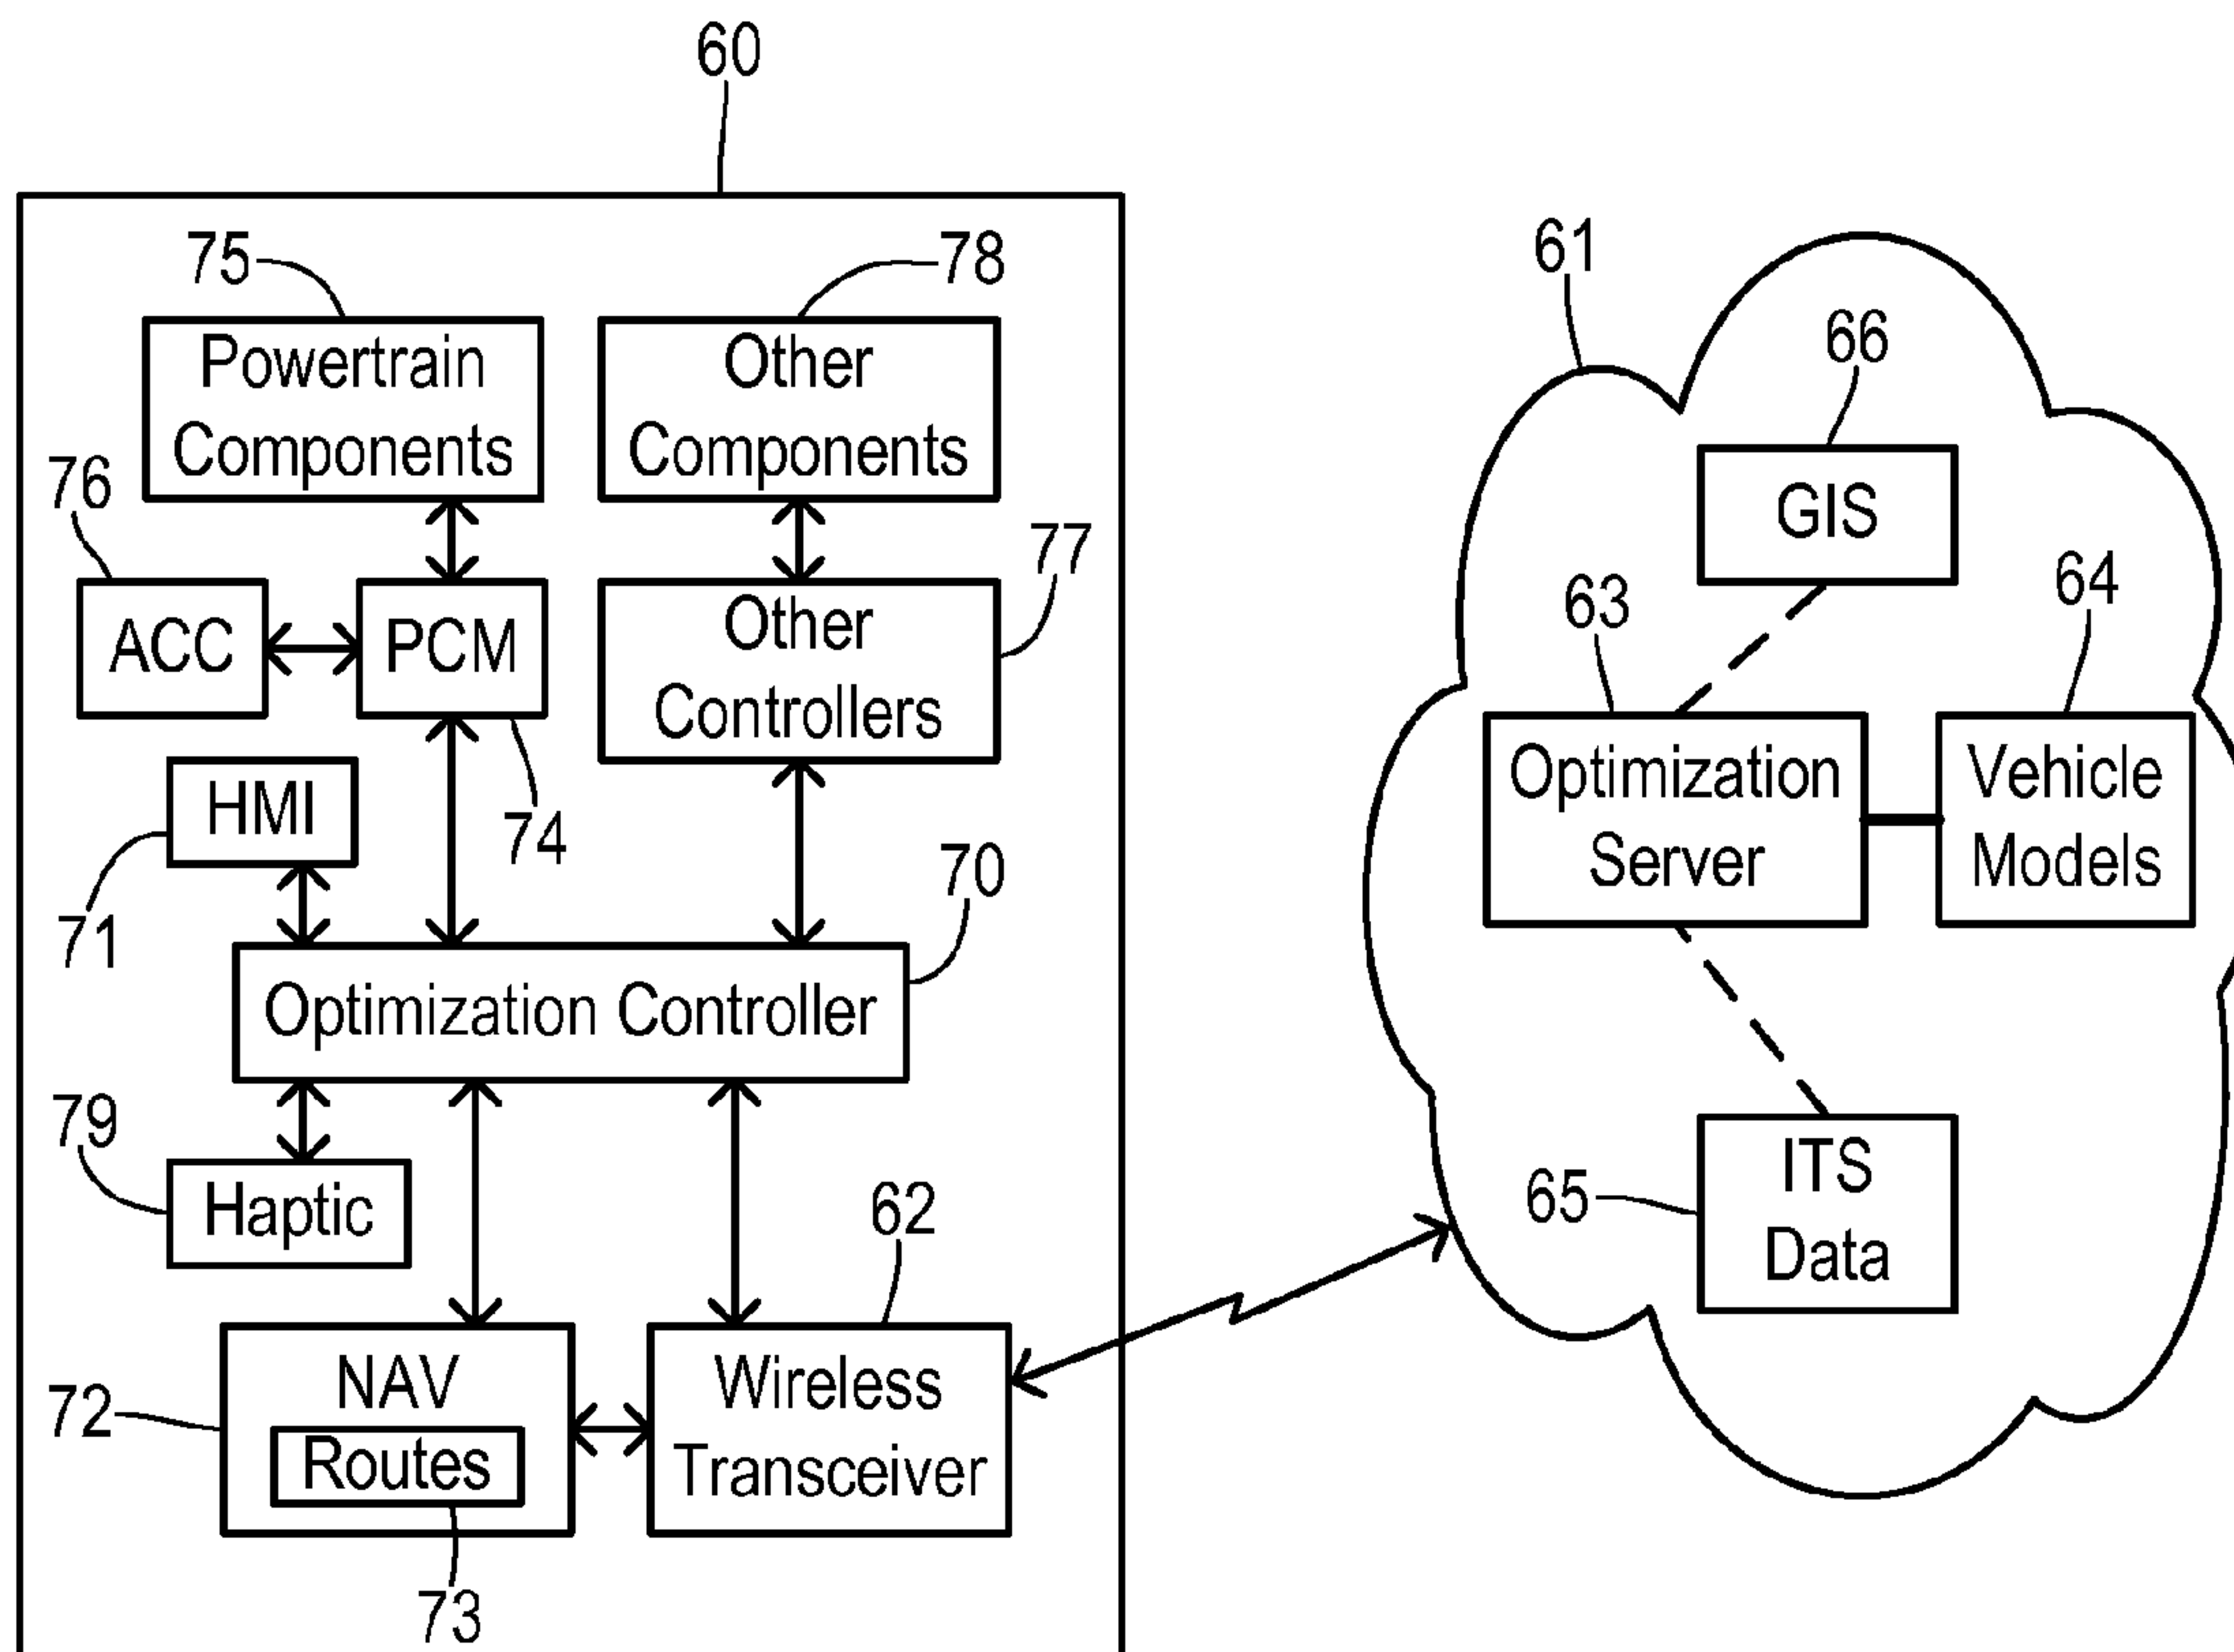 60
75
78
Powertrain
Components
Other
Components
76
77
ACC
PCM
Other
Controllers
HMI
74
71
70
Optimization Controller
79
Haptic
62
72
NAV
Routes
Wireless
Transceiver
73
61
66
GIS
63
64
Optimization
Server
Vehicle
Models
65
ITS
Data